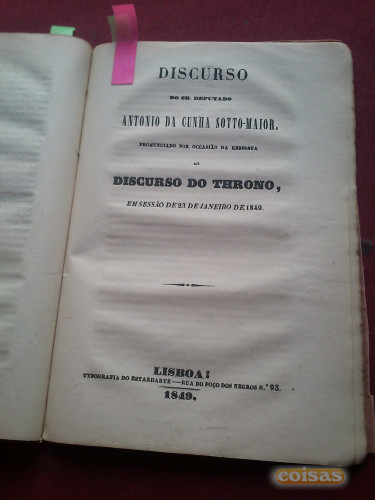 DISCURSO
DO SR. DEPUTADO
ANTONIO DA CUNHA SOTTO-MAIOR.
PRONUNCIADO POR OCCASIÃO DA RESPOSTA
AO
DISCURSO DO THRONO,
EM SESSÃO DE 23 DE JANEIRO DE 1849.
LISBOA:
TYPOGRAFIA DO ESTANDARTE — RUA DO POÇO DOS NEGROS N.º 93.
1849.
coisas